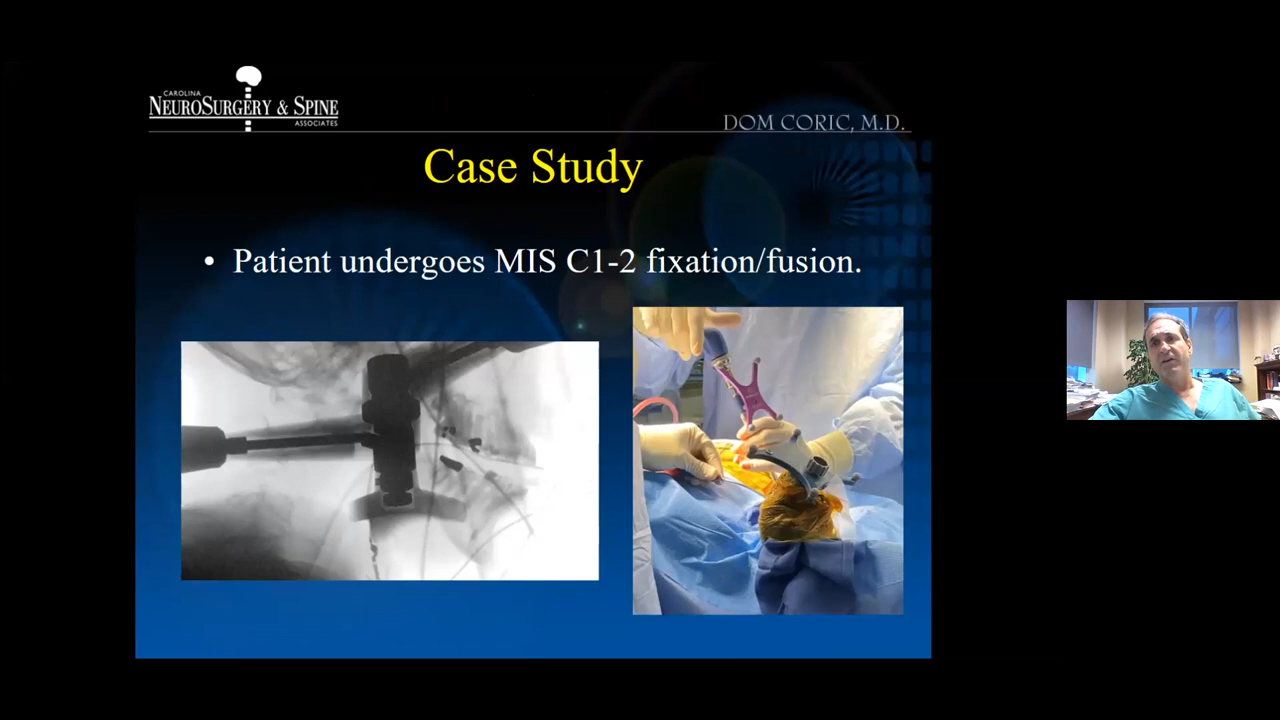 CAROLINA
NEUROSURGERY & SPINE
ASSOCIATES
DOM CORIC, M.D.
Case Study
• Patient undergoes MIS C1-2 fixation/fusion.